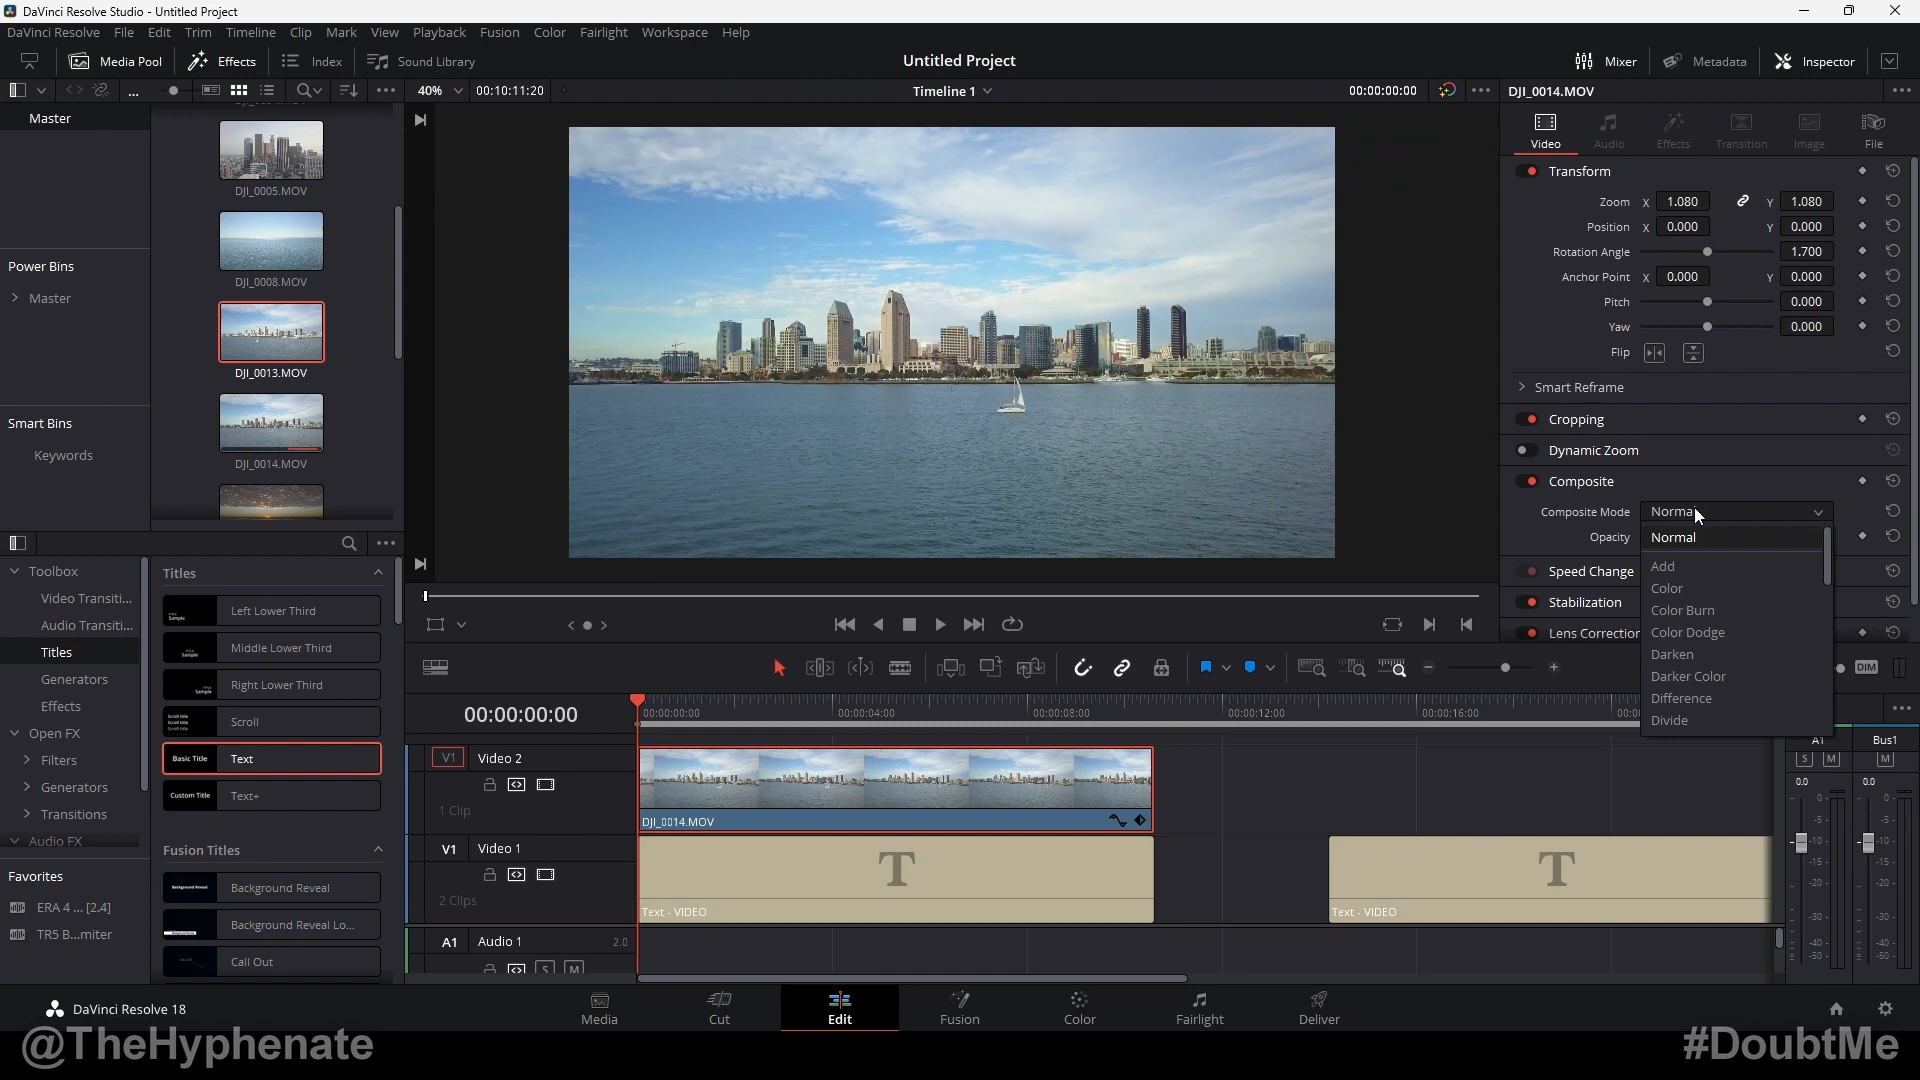 DaVinci Resolve Studio - Untitled Project
DaVinci Resolve File Edit Trim Timeline Clip Mark View Playback Fusion Color Fairlight Workspace Help
Media Pool Effects Index Sound Library
Untitled Project
Mixer Metadata Inspector
40% 00:10:11:20
Timeline 1
00:00:00:00
DJI_0014.MOV
Master
Power Bins
Master
Smart Bins
Keywords
DJI_0005.MOV
DJI_0008.MOV
DJI_0013.MOV
DJI_0014.MOV
Video Audio Effects Transition Image File
Transform
Zoom X 1.080 Y 1.080
Position X 0.000 Y 0.000
Rotation Angle 1.700
Anchor Point X 0.000 Y 0.000
Pitch 0.000
Yaw 0.000
Flip
Smart Reframe
Cropping
Dynamic Zoom
Composite
Composite Mode Norma
Opacity
Speed Change
Stabilization
Lens Correction
Normal
Add
Color
Color Burn
Color Dodge
Darken
Darker Color
Difference
Divide
Toolbox
Video Transiti...
Audio Transiti...
Titles
Generators
Effects
Open FX
Filters
Generators
Transitions
Audio FX
Favorites
ERA 4 ... [2.4]
TR5 B...miter
Titles
Left Lower Third
Middle Lower Third
Right Lower Third
Scroll
Basic Title Text
Custom Title Text+
Fusion Titles
Background Reveal Background Reveal
Background Reveal Lo...
Call Out
DIM
00:00:00:00
00:00:00:00 00:00:04:00 00:00:08:00 00:00:12:00 00:00:16:00 00:00
V1 Video 2
1 Clip
DJI_0014.MOV
V1 Video 1
2 Clips
T
Text - VIDEO
T
Text - VIDEO
A1 Audio 1 2.0
S M
A1 Bus1
S M M
0.0 0.0
0 0
-5 -5
-10 -10
-15 -15
-20 -20
-30 -30
-40 -40
-50 -50
DaVinci Resolve 18
Media Cut Edit Fusion Color Fairlight Deliver
@TheHyphenate
#DoubtMe